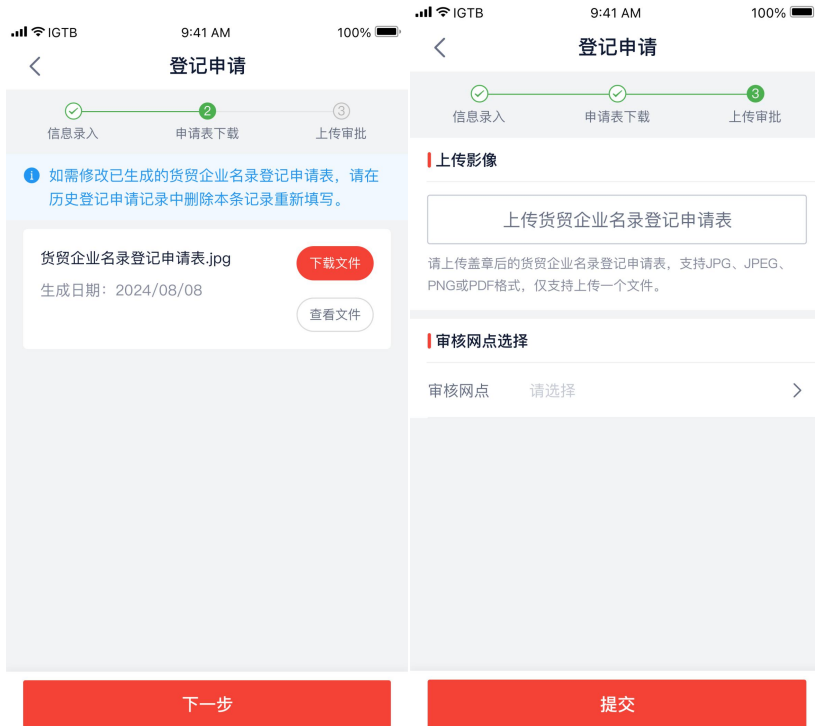 IGTB 9:41 AM 100%
登记申请
2 3
信息录入 申请表下载 上传审批
如需修改已生成的货贸企业名录登记申请表，请在
历史登记申请记录中删除本条记录重新填写。
货贸企业名录登记申请表.jpg
下载文件
生成日期：2024/08/08
查看文件
下一步
IGTB 9:41 AM 100%
登记申请
3
信息录入 申请表下载 上传审批
上传影像
上传货贸企业名录登记申请表
请上传盖章后的货贸企业名录登记申请表，支持JPG、JPEG、
PNG或PDF格式，仅支持上传一个文件。
审核网点选择
审核网点 请选择
提交